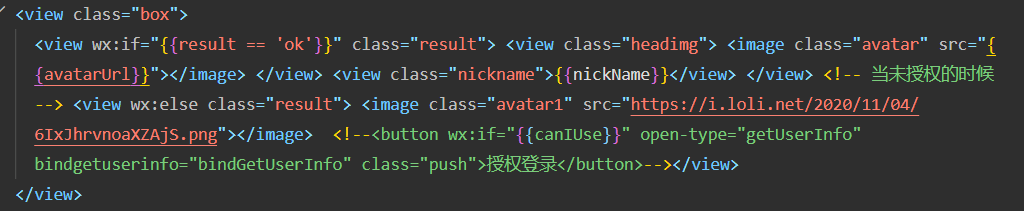 <view class="box">
<view wx:if="{{result == 'ok'}}" class="result"> <view class="headimg"> <image class="avatar" src="{
{avatarUrl}}"></image> </view> <view class="nickname">{{nickName}}</view> </view> <!-- 当未授权的时候
--> <view wx:else class="result"> <image class="avatar1" src="https://i.loli.net/2020/11/04/
6IxJhrvnoaXZAjS.png"></image>  <!--<button wx:if="{{canIUse}}" open-type="getUserInfo"
bindgetuserinfo="bindGetUserInfo" class="push">授权登录</button>--></view>
</view>